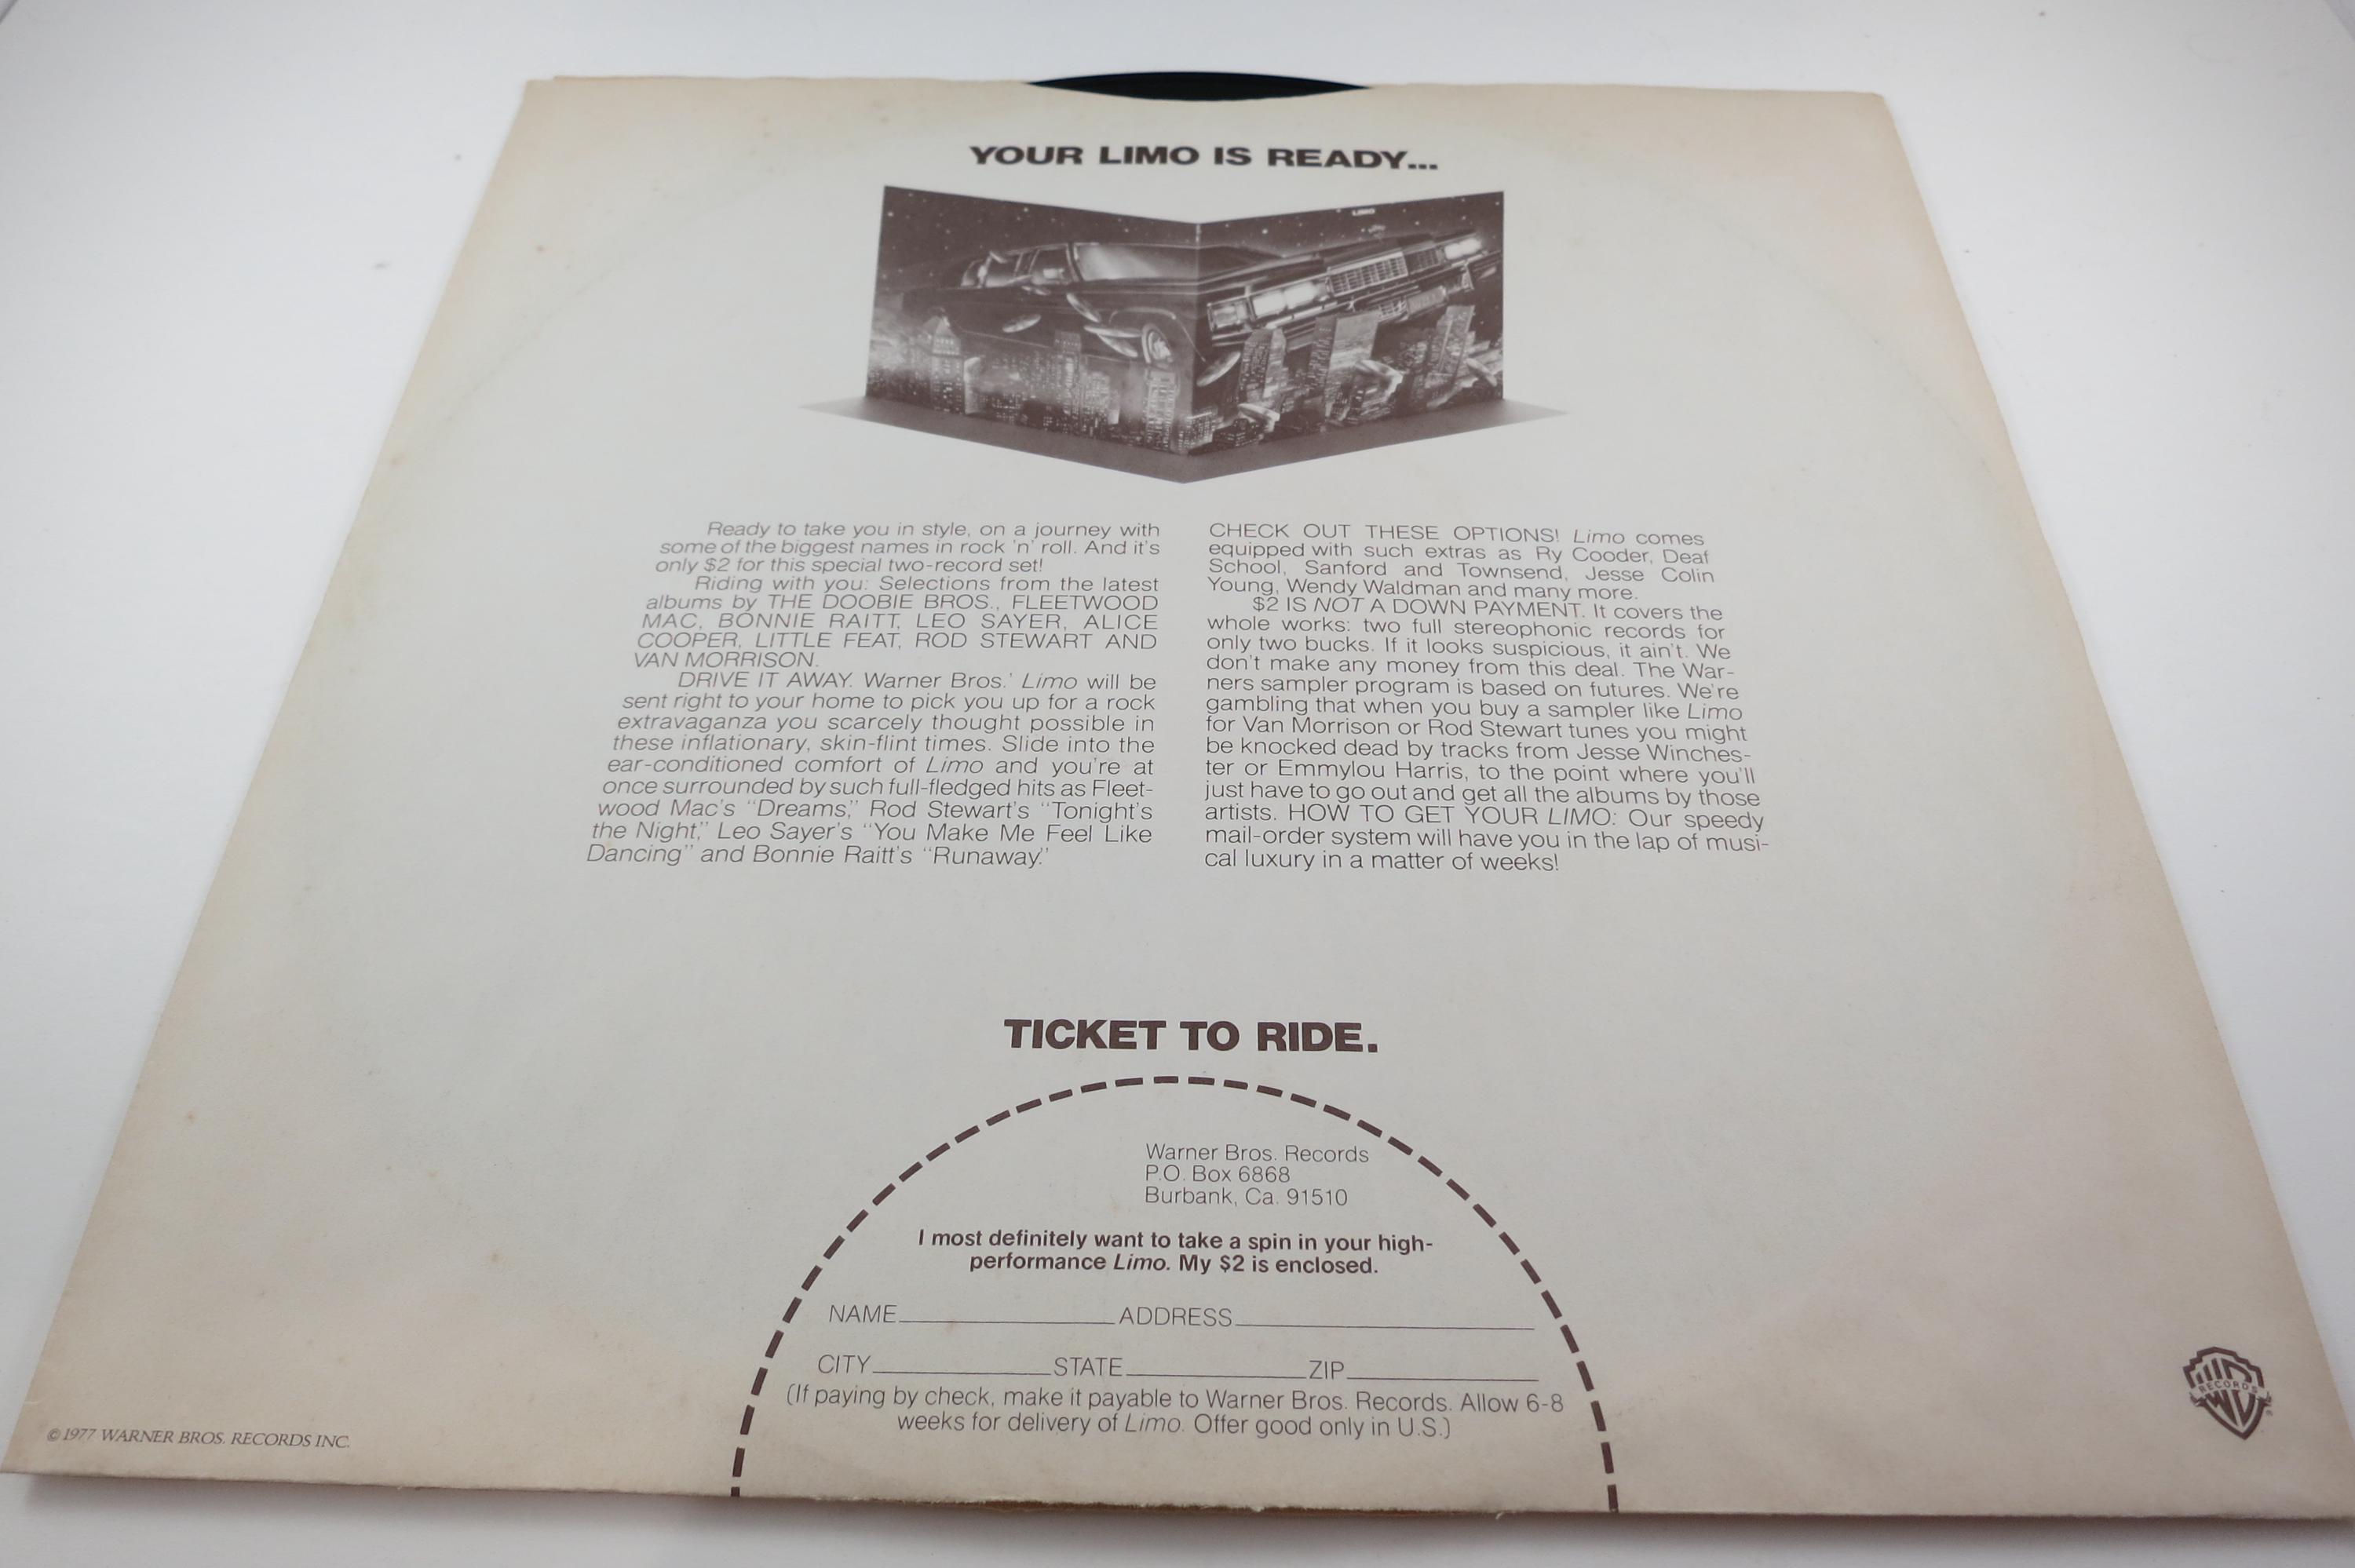 YOUR LIMO IS READY...
LIMO
Ready to take you in style, on a journey with
some of the biggest names in rock 'n' roll. And it's
only $2 for this special two-record set!
Riding with you: Selections from the latest
albums by THE DOOBIE BROS., FLEETWOOD
MAC, BONNIE RAITT, LEO SAYER, ALICE
COOPER, LITTLE FEAT, ROD STEWART AND
VAN MORRISON.
DRIVE IT AWAY. Warner Bros.' Limo will be
sent right to your home to pick you up for a rock
extravaganza you scarcely thought possible in
these inflationary, skin-flint times. Slide into the
ear-conditioned comfort of Limo and you're at
once surrounded by such full-fledged hits as Fleet-
wood Mac's "Dreams," Rod Stewart's "Tonight's
the Night," Leo Sayer's "You Make Me Feel Like
Dancing" and Bonnie Raitt's "Runaway."
CHECK OUT THESE OPTIONS! Limo comes
equipped with such extras as Ry Cooder, Deaf
School, Sanford and Townsend, Jesse Colin
Young, Wendy Waldman and many more.
$2 IS NOT A DOWN PAYMENT. It covers the
whole works: two full stereophonic records for
only two bucks. If it looks suspicious, it ain't. We
don't make any money from this deal. The War-
ners sampler program is based on futures. We're
gambling that when you buy a sampler like Limo
for Van Morrison or Rod Stewart tunes you might
be knocked dead by tracks from Jesse Winches-
ter or Emmylou Harris, to the point where you'll
just have to go out and get all the albums by those
artists. HOW TO GET YOUR LIMO: Our speedy
mail-order system will have you in the lap of musi-
cal luxury in a matter of weeks!
TICKET TO RIDE.
Warner Bros. Records
P.O. Box 6868
Burbank, Ca. 91510
I most definitely want to take a spin in your high-
performance Limo. My $2 is enclosed.
NAME ADDRESS
CITY STATE ZIP
(If paying by check, make it payable to Warner Bros. Records. Allow 6-8
weeks for delivery of Limo. Offer good only in U.S.)
© 1977 WARNER BROS. RECORDS INC.
WB
RECORDS
®